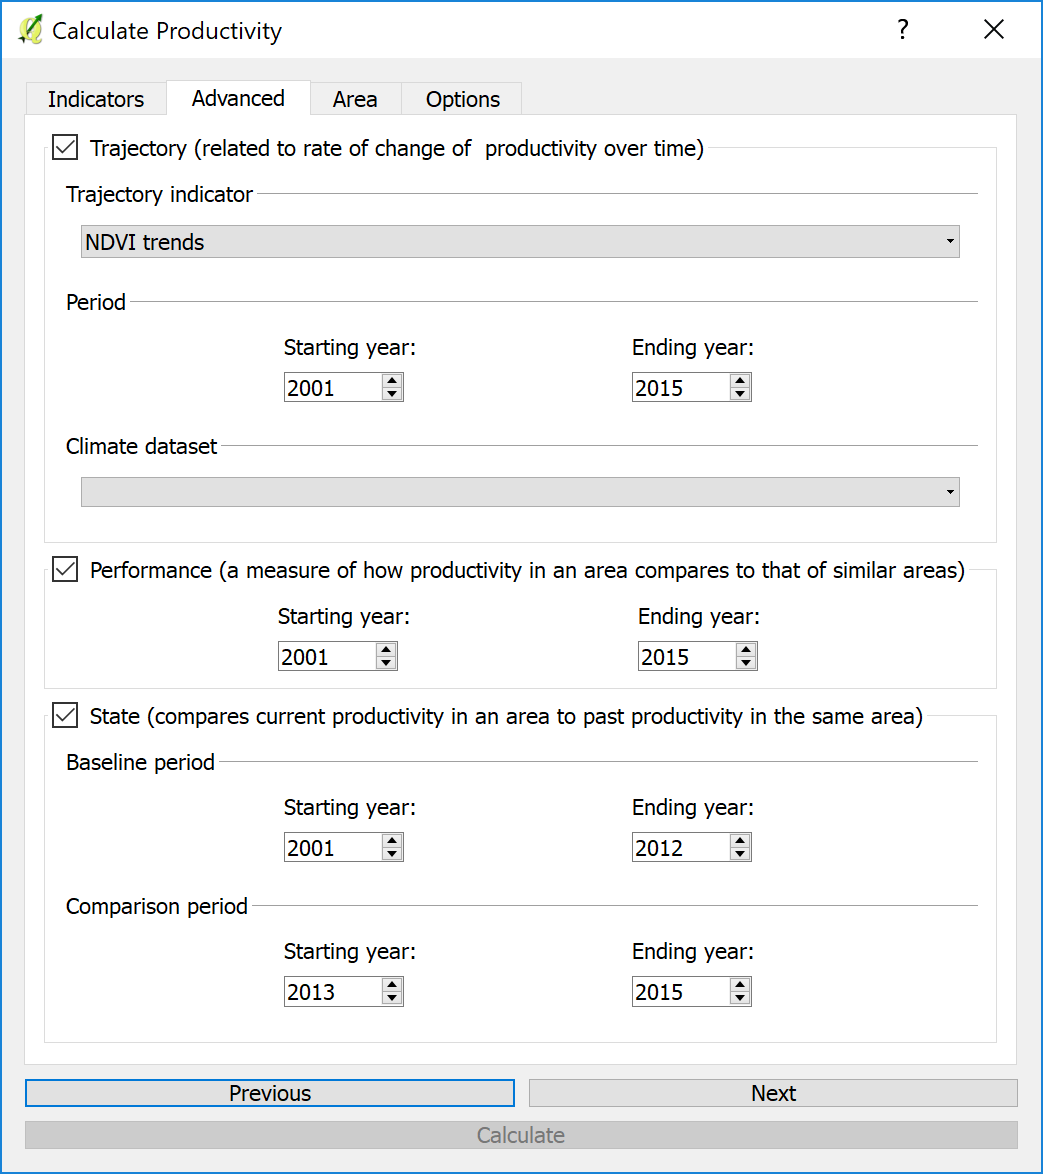 Calculate Productivity
?
Indicators Advanced Area Options
Trajectory (related to rate of change of  productivity over time)
Trajectory indicator
NDVI trends
Period
Starting year: Ending year:
2001 2015
Climate dataset
Performance (a measure of how productivity in an area compares to that of similar areas)
Starting year: Ending year:
2001 2015
State (compares current productivity in an area to past productivity in the same area)
Baseline period
Starting year: Ending year:
2001 2012
Comparison period
Starting year: Ending year:
2013 2015
Previous Next
Calculate